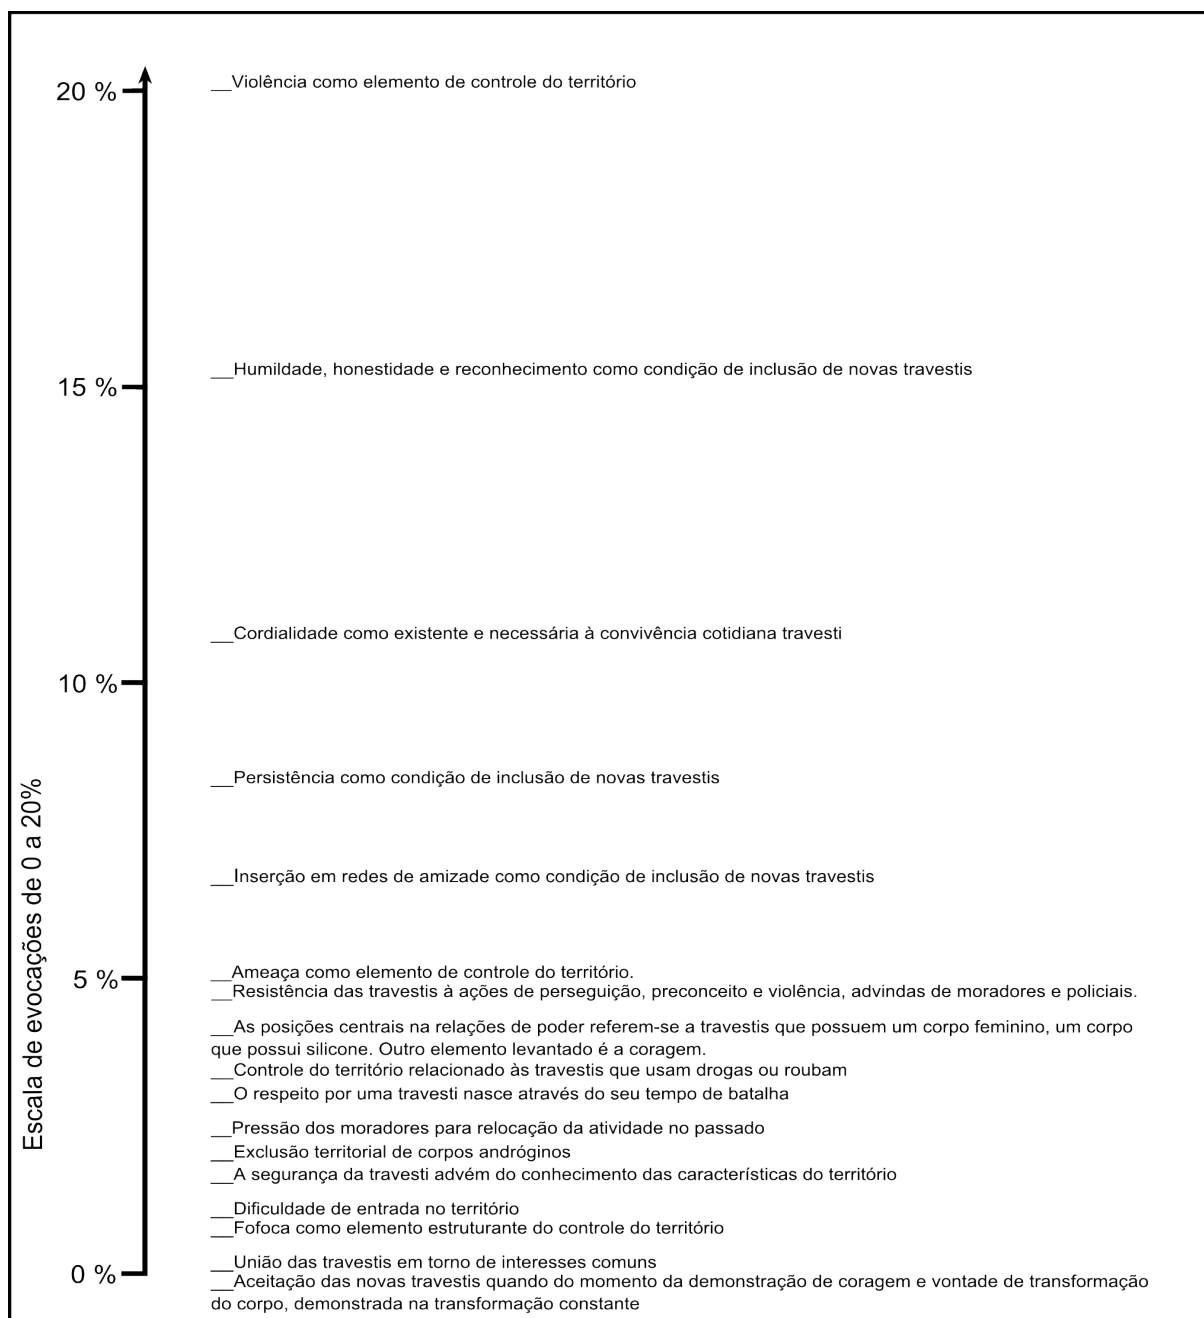 20 %
__Violência como elemento de controle do território
15 %
__Humildade, honestidade e reconhecimento como condição de inclusão de novas travestis
__Cordialidade como existente e necessária à convivência cotidiana travesti
10 %
__Persistência como condição de inclusão de novas travestis
__Inserção em redes de amizade como condição de inclusão de novas travestis
Escala de evocações de 0 a 20%
5 %
__Ameaça como elemento de controle do território.
__Resistência das travestis à ações de perseguição, preconceito e violência, advindas de moradores e policiais.
__As posições centrais na relações de poder referem-se a travestis que possuem um corpo feminino, um corpo
que possui silicone. Outro elemento levantado é a coragem.
__Controle do território relacionado às travestis que usam drogas ou roubam
__O respeito por uma travesti nasce através do seu tempo de batalha
__Pressão dos moradores para relocação da atividade no passado
__Exclusão territorial de corpos andróginos
__A segurança da travesti advém do conhecimento das características do território
__Dificuldade de entrada no território
__Fofoca como elemento estruturante do controle do território
__União das travestis em torno de interesses comuns
0 %
__Aceitação das novas travestis quando do momento da demonstração de coragem e vontade de transformação
do corpo, demonstrada na transformação constante